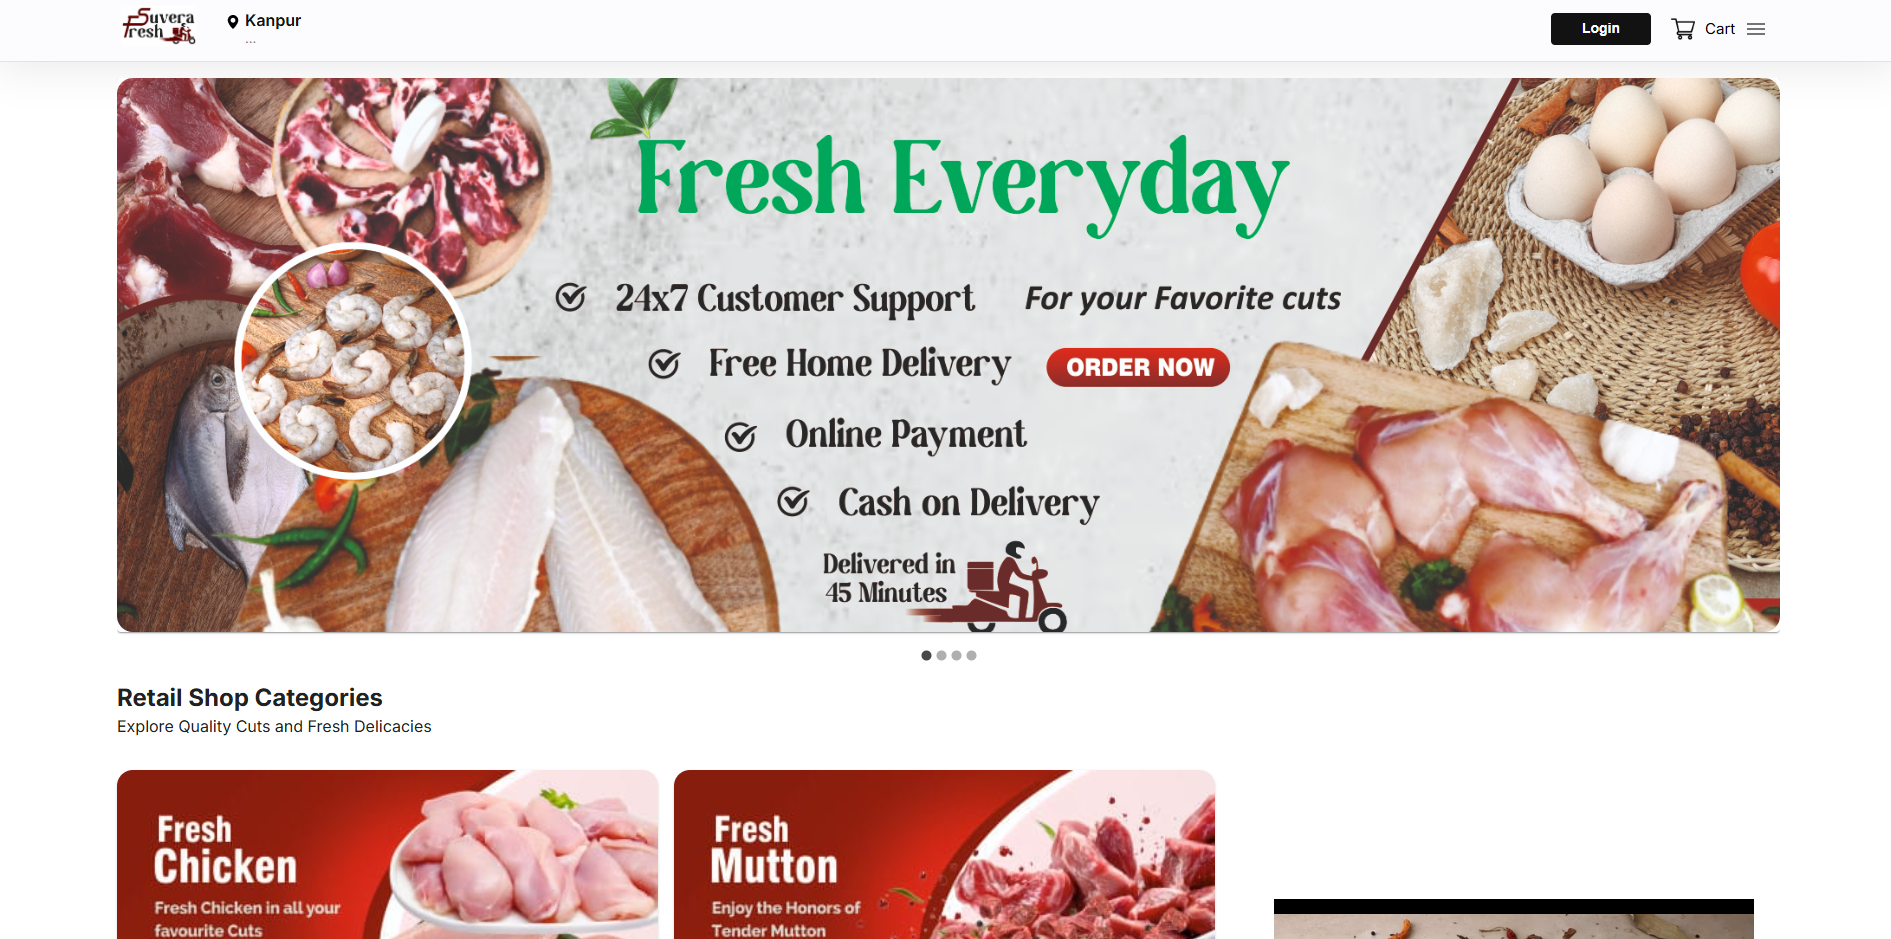 Suvera
Fresh
Kanpur
...
Login
Cart
Fresh Everyday
24x7 Customer Support
For your Favorite cuts
Free Home Delivery
ORDER NOW
Online Payment
Cash on Delivery
Delivered in
45 Minutes
Retail Shop Categories
Explore Quality Cuts and Fresh Delicacies
Fresh
Chicken
Fresh Chicken in all your
favourite Cuts
Fresh
Mutton
Enjoy the Honors of
Tender Mutton